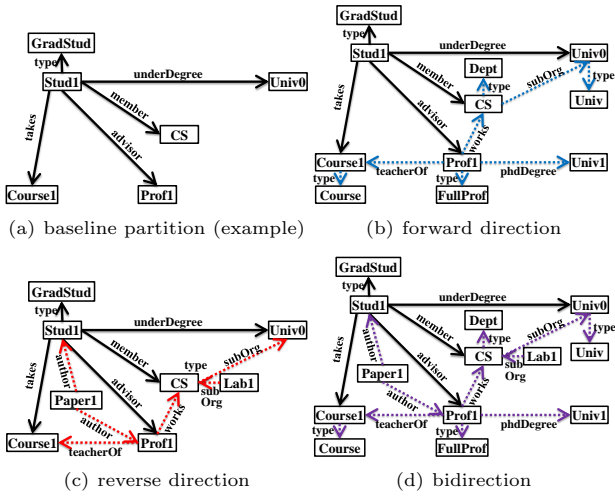 GradStud
type
Stud1
underDegree
Univ0
member
takes
CS
advisor
Course1
Prof1
(a) baseline partition (example)
GradStud
type
Stud1
underDegree
Univ0
Dept
subOrg
type
member
type
CS
Univ
takes
advisor
works
Course1
Prof1
Univ1
type
teacherOf
type
phdDegree
Course
FullProf
(b) forward direction
GradStud
type
Stud1
underDegree
Univ0
member
type
subOrg
takes
author
CS
Lab1
sub
Org
Paper1
advisor
works
author
Course1
Prof1
teacherOf
(c) reverse direction
GradStud
type
Stud1
underDegree
Univ0
Dept
subOrg
type
member
type
CS
Lab1
Univ
takes
author
sub
Org
Paper1
advisor
works
author
Course1
Prof1
Univ1
type
teacherOf
type
phdDegree
Course
FullProf
(d) bidirection